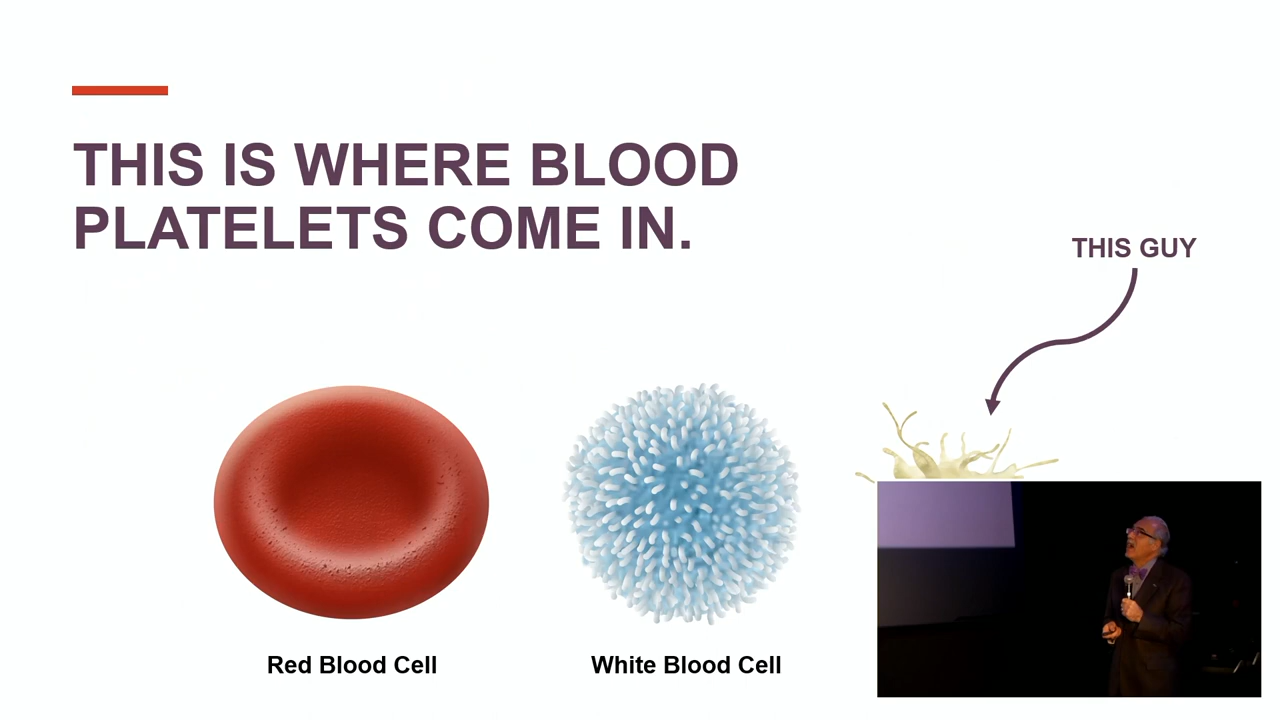 THIS IS WHERE BLOOD
PLATELETS COME IN.
THIS GUY
Red Blood Cell
White Blood Cell